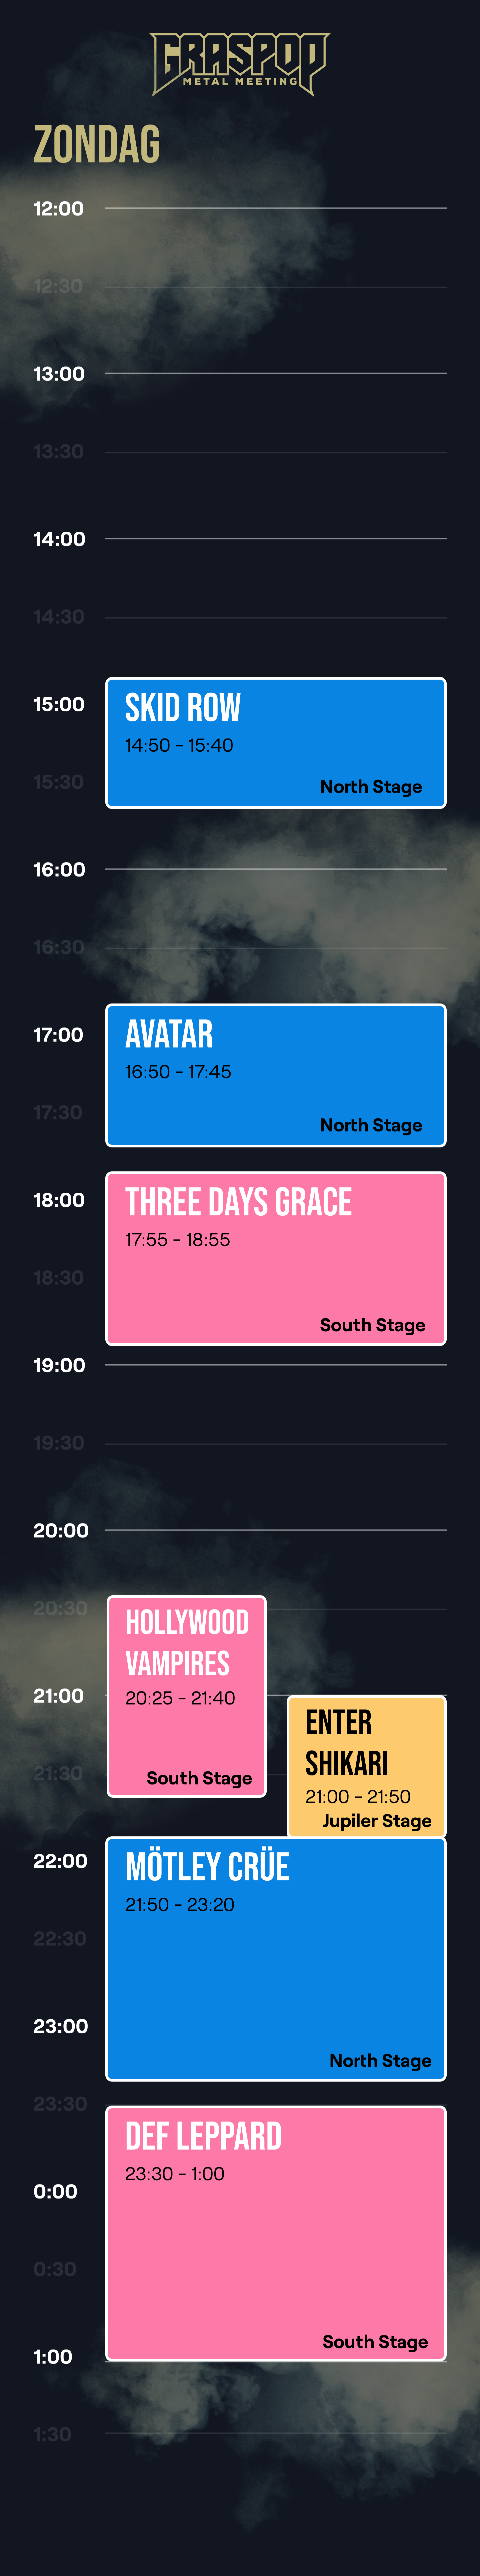 GRASPOP
METAL MEETING
ZONDAG
12:00
12:30
13:00
13:30
14:00
14:30
15:00
SKID ROW
14:50 - 15:40
15:30
North Stage
16:00
16:30
17:00
AVATAR
16:50 - 17:45
17:30
North Stage
18:00
THREE DAYS GRACE
17:55 - 18:55
18:30
South Stage
19:00
19:30
20:00
20:30
HOLLYWOOD
VAMPIRES
20:25 - 21:40
South Stage
21:00
21:30
ENTER
SHIKARI
21:00 - 21:50
Jupiler Stage
22:00
MÖTLEY CRÜE
21:50 - 23:20
22:30
23:00
North Stage
23:30
DEF LEPPARD
23:30 - 1:00
0:00
0:30
South Stage
1:00
1:30